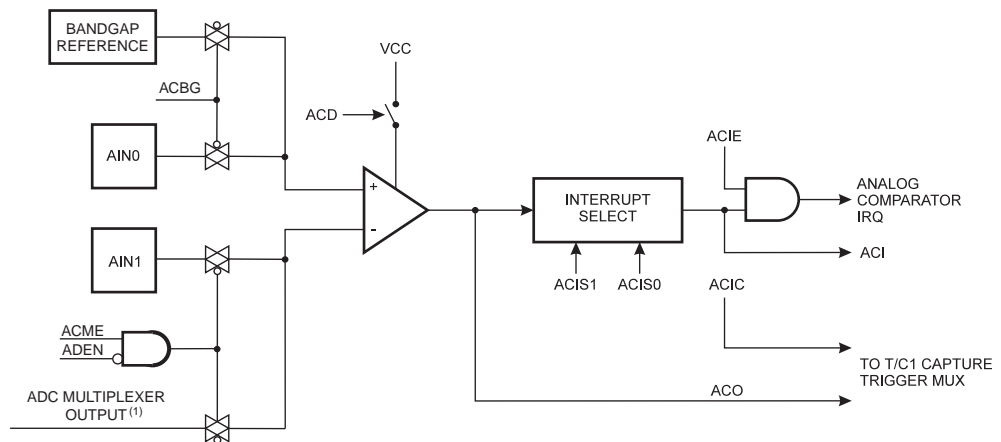 BANDGAP
REFERENCE
ACBG
AIN0
VCC
ACD
+
-
AIN1
ACME
ADEN
ADC MULTIPLEXER
OUTPUT (1)
INTERRUPT
SELECT
ACIS1
ACIS0
ACIE
ANALOG
COMPARATOR
IRQ
ACI
ACIC
TO T/C1 CAPTURE
TRIGGER MUX
ACO